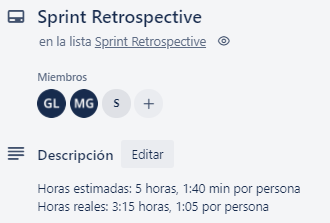 Sprint Retrospective
en la lista Sprint Retrospective
Miembros
GL MG S +
Descripción Editar
Horas estimadas: 5 horas, 1:40 min por persona
Horas reales: 3:15 horas, 1:05 por persona